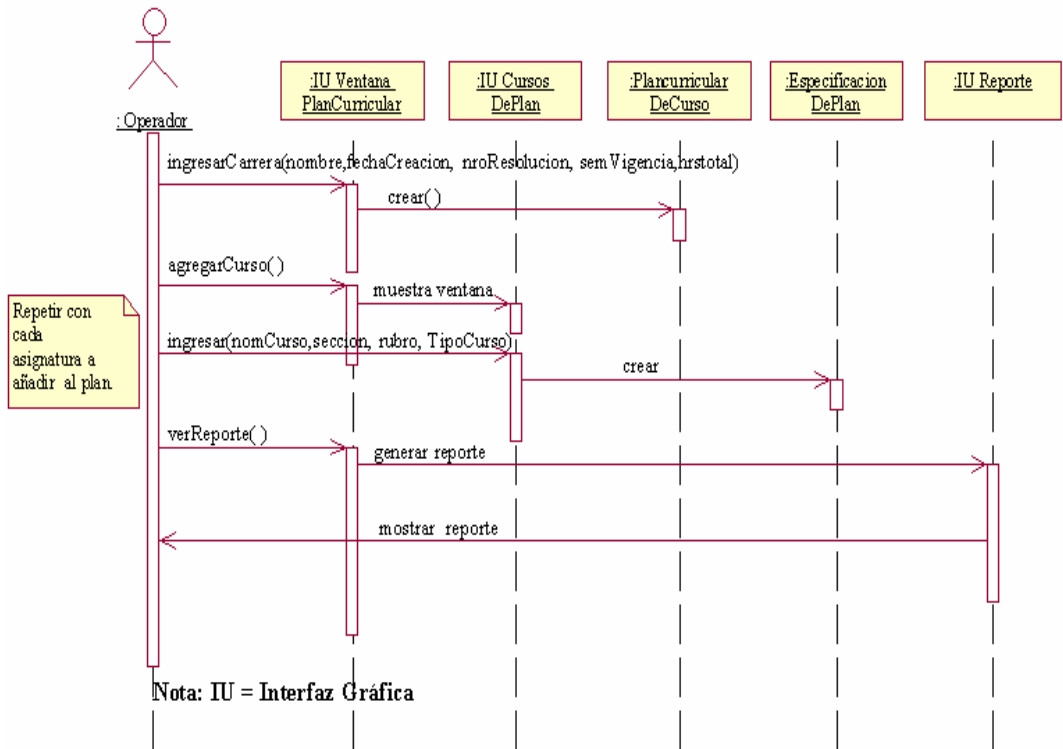 :IU Ventana
PlanCurricular
:IU Cursos
DePlan
:Plancurricular
DeCurso
:Especificacion
DePlan
:IU Reporte
: Operador
ingresarCarrera(nombre,fechaCreacion, nroResolucion, semVigencia,hrstotal)
crear()
agregarCurso()
muestra ventana
Repetir con
cada
asignatura a
añadir al plan
ingresar(nomCurso,seccion, rubro, TipoCurso)
crear
verReporte()
generar reporte
mostrar reporte
Nota: IU = Interfaz Gráfica